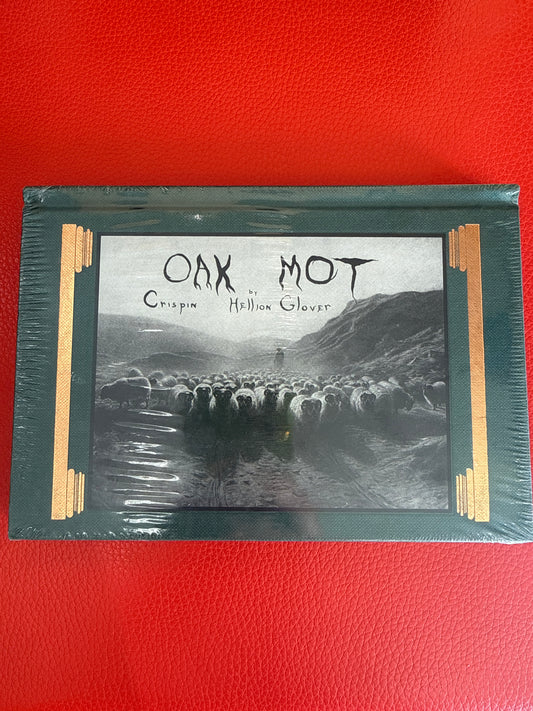 OAK MOT
by
Crispin Hellion Glover